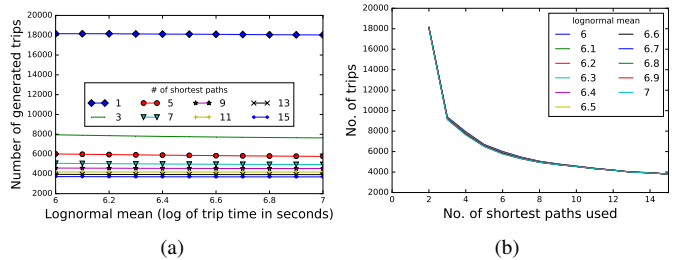 20000
18000
16000
14000
12000
10000
8000
6000
4000
2000
Number of generated trips
# of shortest paths
1 5 9 13
3 7 11 15
6 6.2 6.4 6.6 6.8 7
Lognormal mean (log of trip time in seconds)
(a)
20000
18000
16000
14000
12000
10000
8000
6000
4000
2000
No. of trips
lognormal mean
6 6.6
6.1 6.7
6.2 6.8
6.3 6.9
6.4 7
6.5
0 2 4 6 8 10 12 14
No. of shortest paths used
(b)